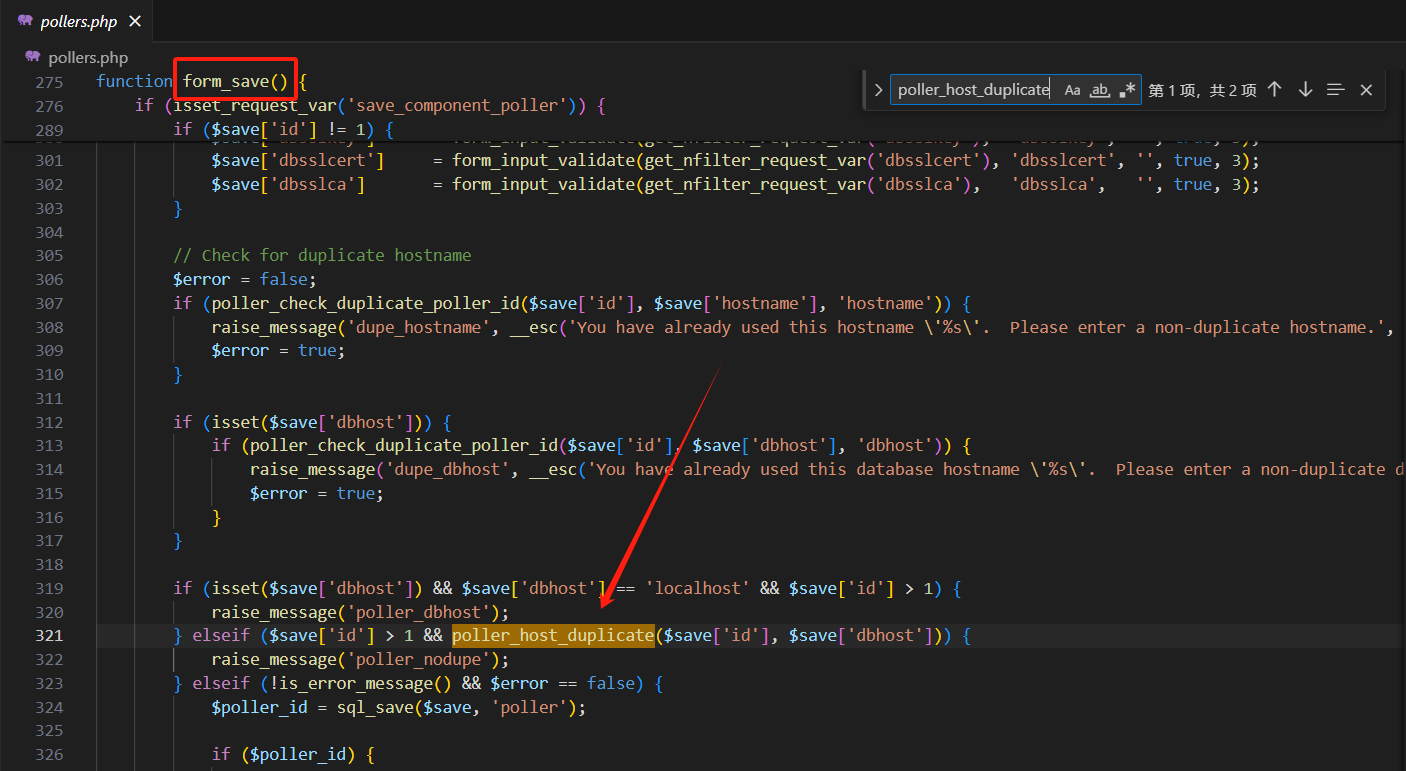 pollers.php
pollers.php
275 function form_save() {
276 if (isset_request_var('save_component_poller')) {
poller_host_duplicate Aa ab 第 1 项，共 2 项
289 if ($save['id'] != 1) {
301 $save['dbsslcert'] = form_input_validate(get_nfilter_request_var('dbsslcert'), 'dbsslcert', '', true, 3);
302 $save['dbsslca'] = form_input_validate(get_nfilter_request_var('dbsslca'), 'dbsslca', '', true, 3);
303 }
304
305 // Check for duplicate hostname
306 $error = false;
307 if (poller_check_duplicate_poller_id($save['id'], $save['hostname'], 'hostname')) {
308 raise_message('dupe_hostname', __esc('You have already used this hostname \'%s\'.  Please enter a non-duplicate hostname.',
309 $error = true;
310 }
311
312 if (isset($save['dbhost'])) {
313 if (poller_check_duplicate_poller_id($save['id'], $save['dbhost'], 'dbhost')) {
314 raise_message('dupe_dbhost', __esc('You have already used this database hostname \'%s\'.  Please enter a non-duplicate d
315 $error = true;
316 }
317 }
318
319 if (isset($save['dbhost']) && $save['dbhost'] == 'localhost' && $save['id'] > 1) {
320 raise_message('poller_dbhost');
321 } elseif ($save['id'] > 1 && poller_host_duplicate($save['id'], $save['dbhost'])) {
322 raise_message('poller_nodupe');
323 } elseif (!is_error_message() && $error == false) {
324 $poller_id = sql_save($save, 'poller');
325
326 if ($poller_id) {